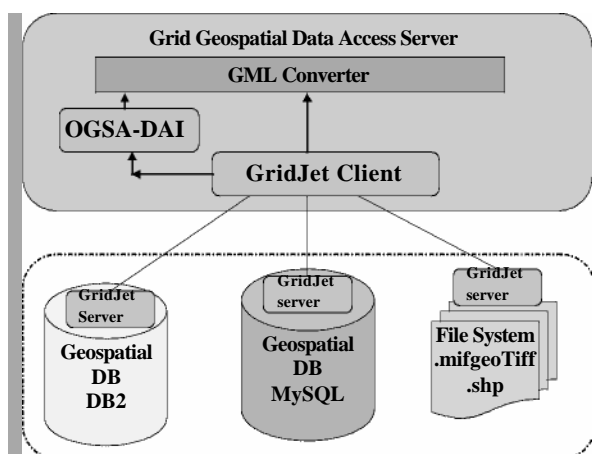 Grid Geospatial Data Access Server
GML Converter
OGSA-DAI
GridJet Client
GridJet
Server
Geospatial
DB
DB2
GridJet
server
Geospatial
DB
MySQL
GridJet
server
File System
.mifgeoTiff
.shp